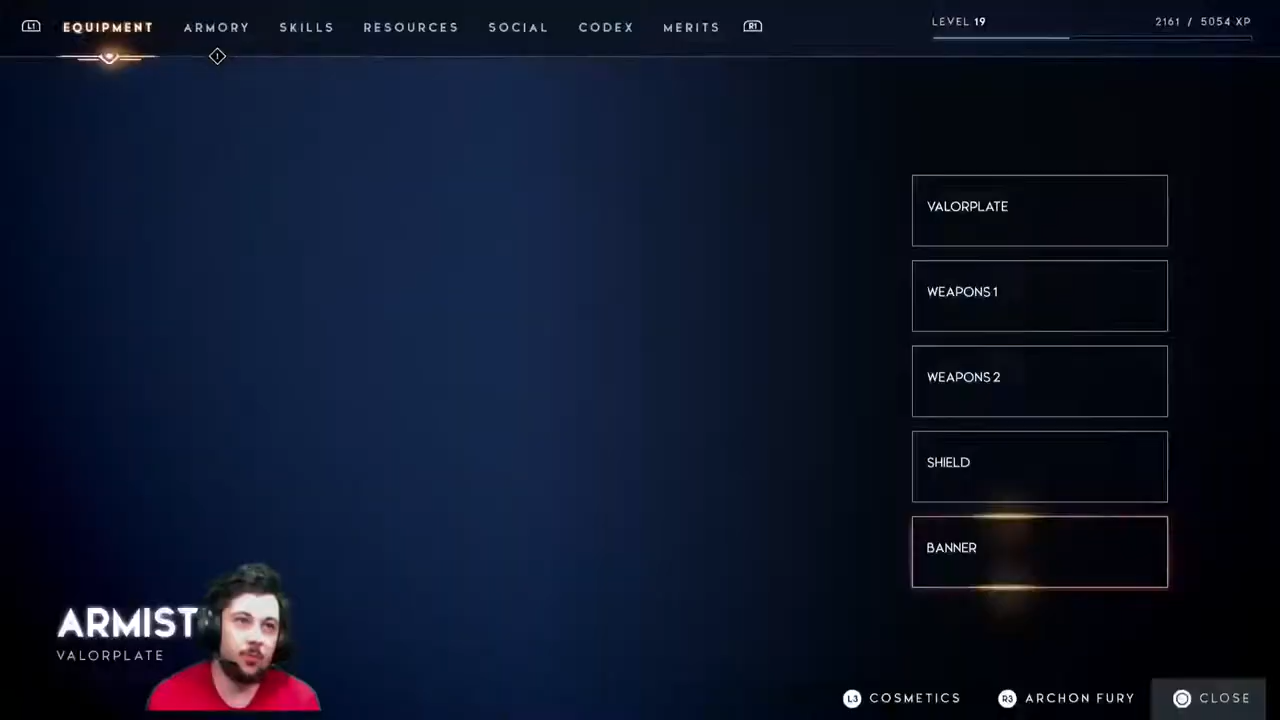 L1 EQUIPMENT ARMORY SKILLS RESOURCES SOCIAL CODEX MERITS R1
LEVEL 19 2161 / 5054 XP
1
VALORPLATE
WEAPONS 1
WEAPONS 2
SHIELD
BANNER
ARMIST
VALORPLATE
L3 COSMETICS R3 ARCHON FURY CLOSE